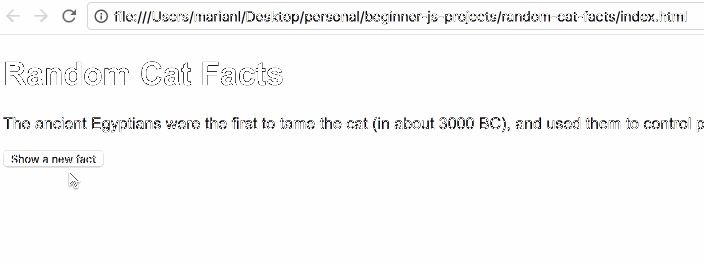 file:///Users/marianl/Desktop/personal/beginner-js-projects/random-cat-facts/index.html
Random Cat Facts
The ancient Egyptians were the first to tame the cat (in about 3000 BC), and used them to control p
Show a new fact